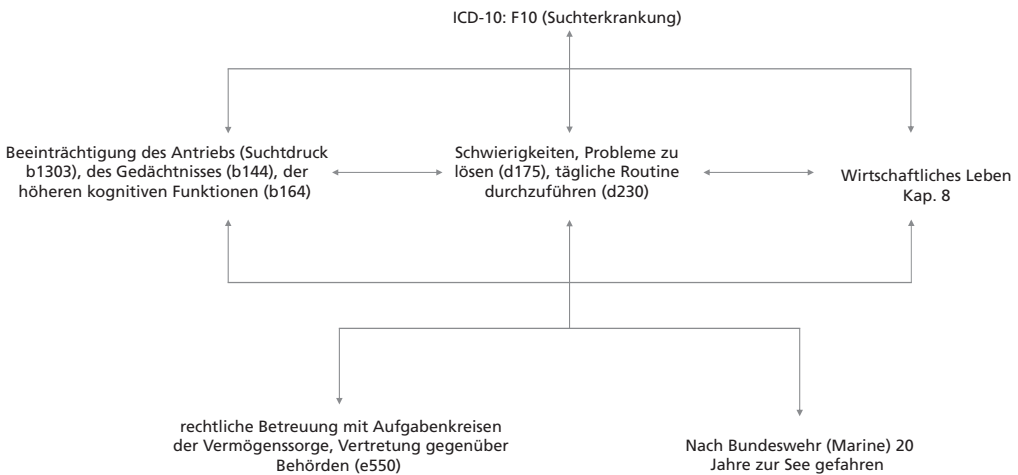 ICD-10: F10 (Suchterkrankung)
Beeinträchtigung des Antriebs (Suchtdruck
b1303), des Gedächtnisses (b144), der
höheren kognitiven Funktionen (b164)
Schwierigkeiten, Probleme zu
lösen (d175), tägliche Routine
durchzuführen (d230)
Wirtschaftliches Leben
Kap. 8
rechtliche Betreuung mit Aufgabenkreisen
der Vermögenssorge, Vertretung gegenüber
Behörden (e550)
Nach Bundeswehr (Marine) 20
Jahre zur See gefahren